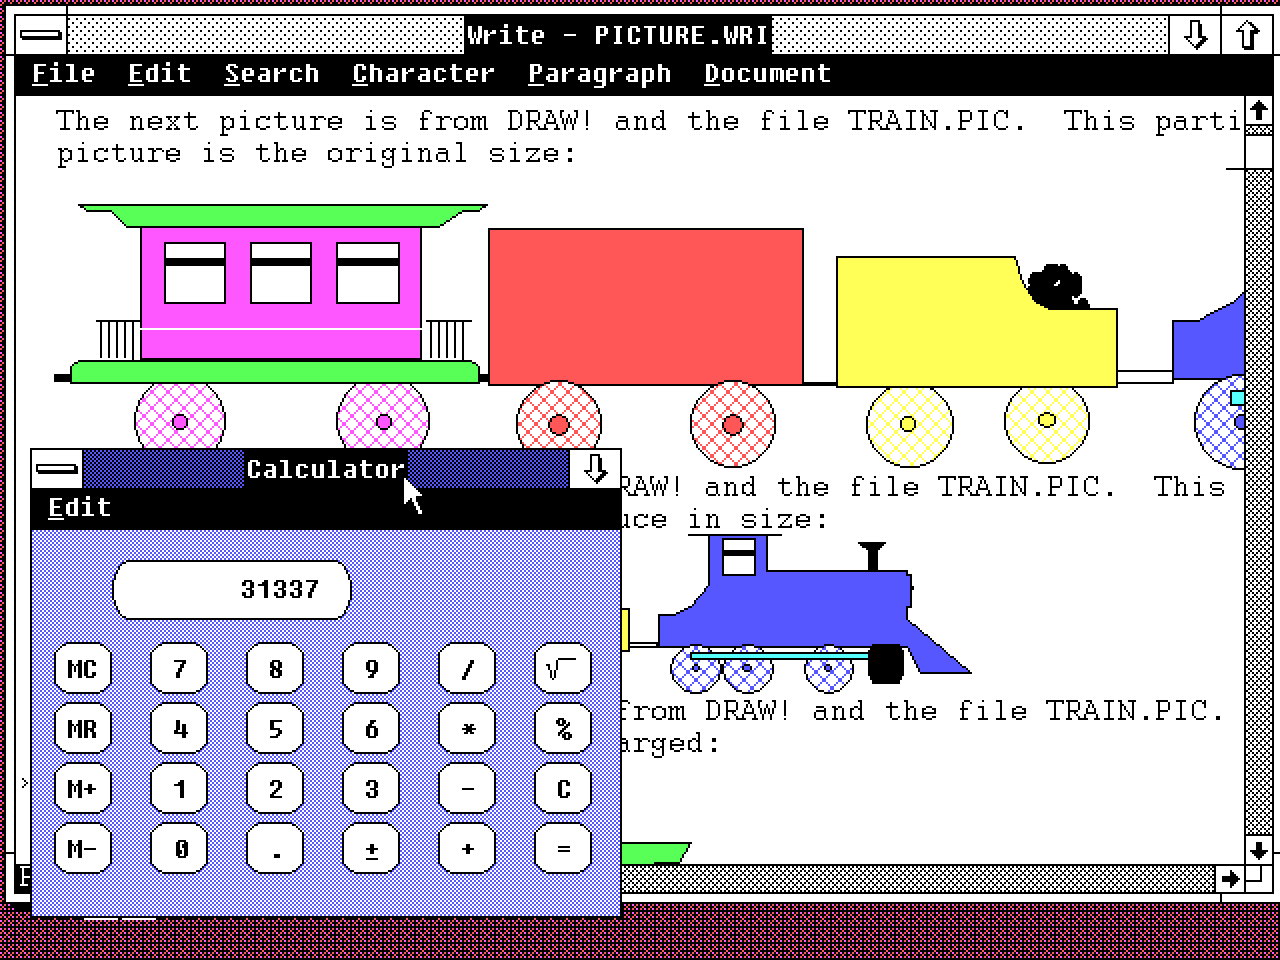 Write - PICTURE.WRI
File Edit Search Character Paragraph Document
The next picture is from DRAW! and the file TRAIN.PIC. This parti
picture is the original size:
RAW! and the file TRAIN.PIC. This
uce in size:
from DRAW! and the file TRAIN.PIC.
arged:
Calculator
Edit
31337
MC 7 8 9 / √
MR 4 5 6 * %
M+ 1 2 3 - C
M- 0 . ± + =